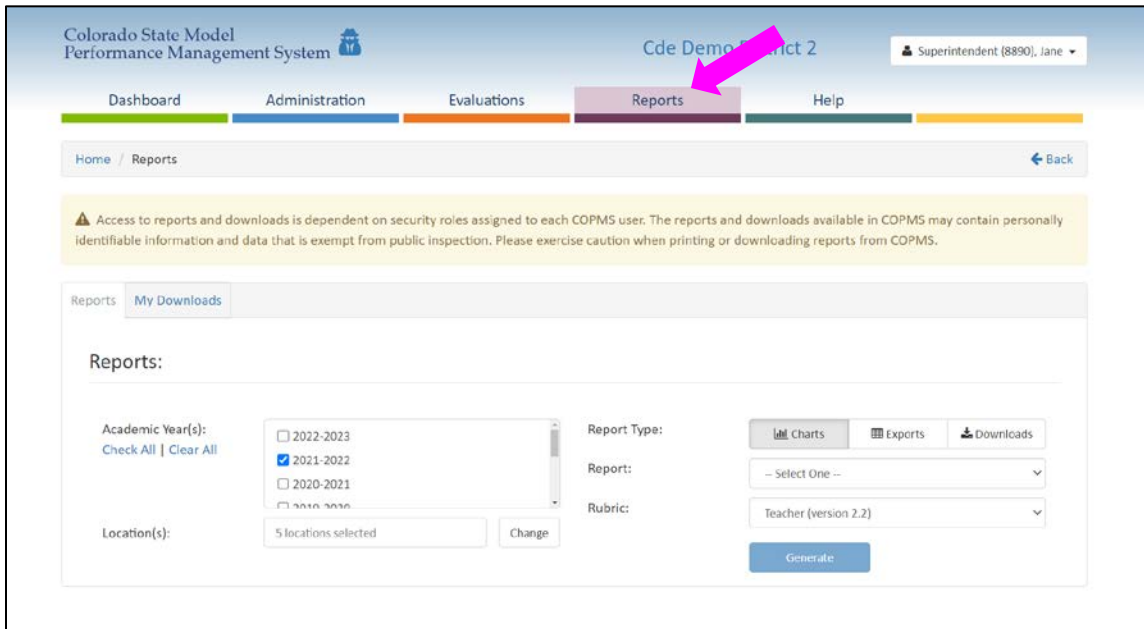 Colorado State Model
Performance Management System
Cde Demo District 2
Superintendent (8890), Jane
Dashboard
Administration
Evaluations
Reports
Help
Home / Reports
Back
Access to reports and downloads is dependent on security roles assigned to each COPMS user. The reports and downloads available in COPMS may contain personally
identifiable information and data that is exempt from public inspection. Please exercise caution when printing or downloading reports from COPMS.
Reports
My Downloads
Reports:
Academic Year(s):
Check All | Clear All
2022-2023
2021-2022
2020-2021
2019-2020
Location(s):
5 locations selected
Change
Report Type:
Charts
Exports
Downloads
Report:
-- Select One --
Rubric:
Teacher (version 2.2)
Generate